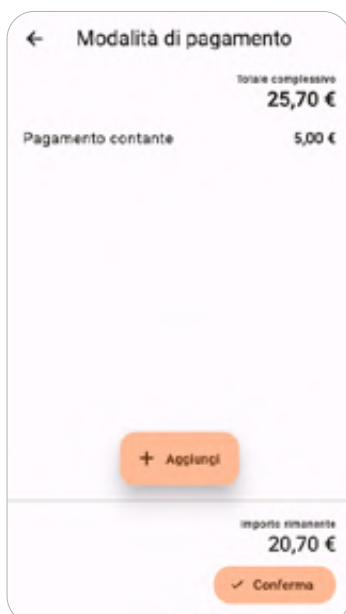 Modalità di pagamento
Totale complessivo
25,70 €
Pagamento contante 5,00 €
+ Aggiungi
Importo rimanente
20,70 €
✓ Conferma